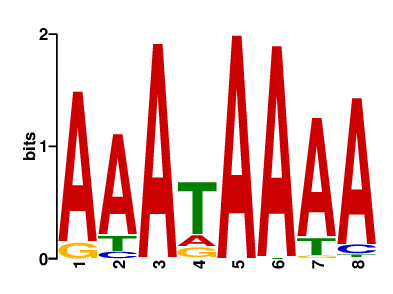 2
bits
1
0
A A A T A A A A
G T A T C
C G
1 2 3 4 5 6 7 8